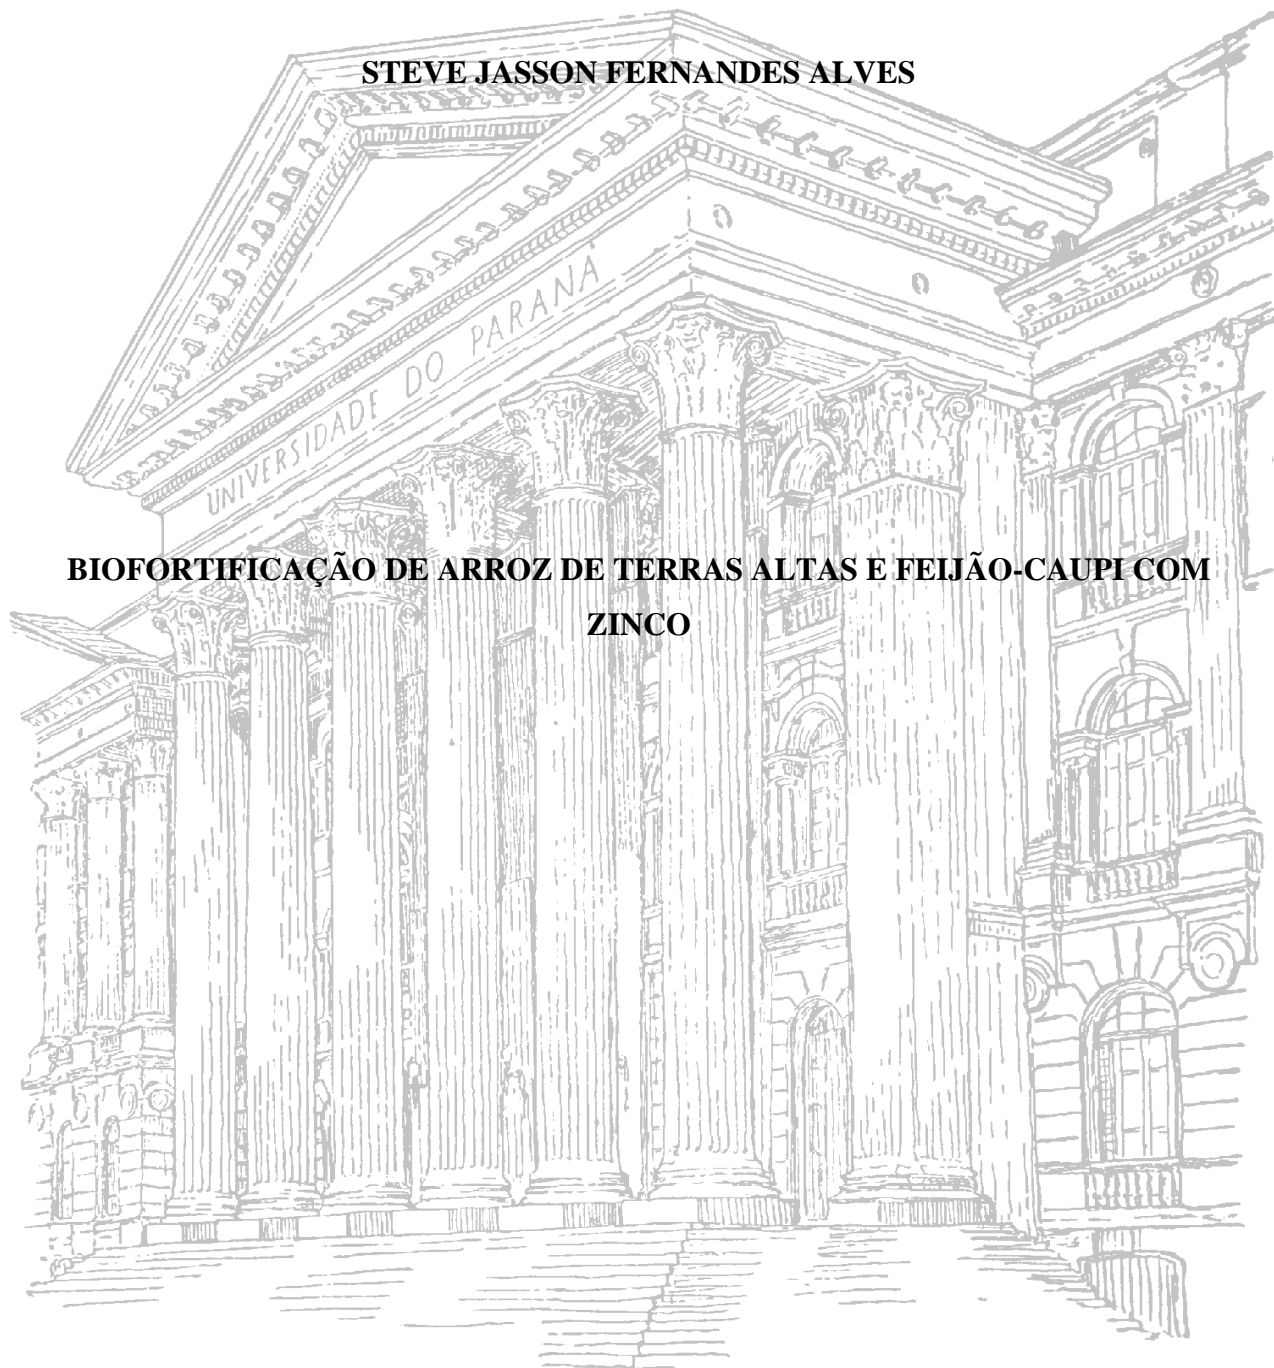 STEVE JASSON FERNANDES ALVES
UNIVERSIDADE DO PARANÁ
BIOFORTIFICAÇÃO DE ARROZ DE TERRAS ALTAS E FEIJÃO-CAUPI COM
ZINCO